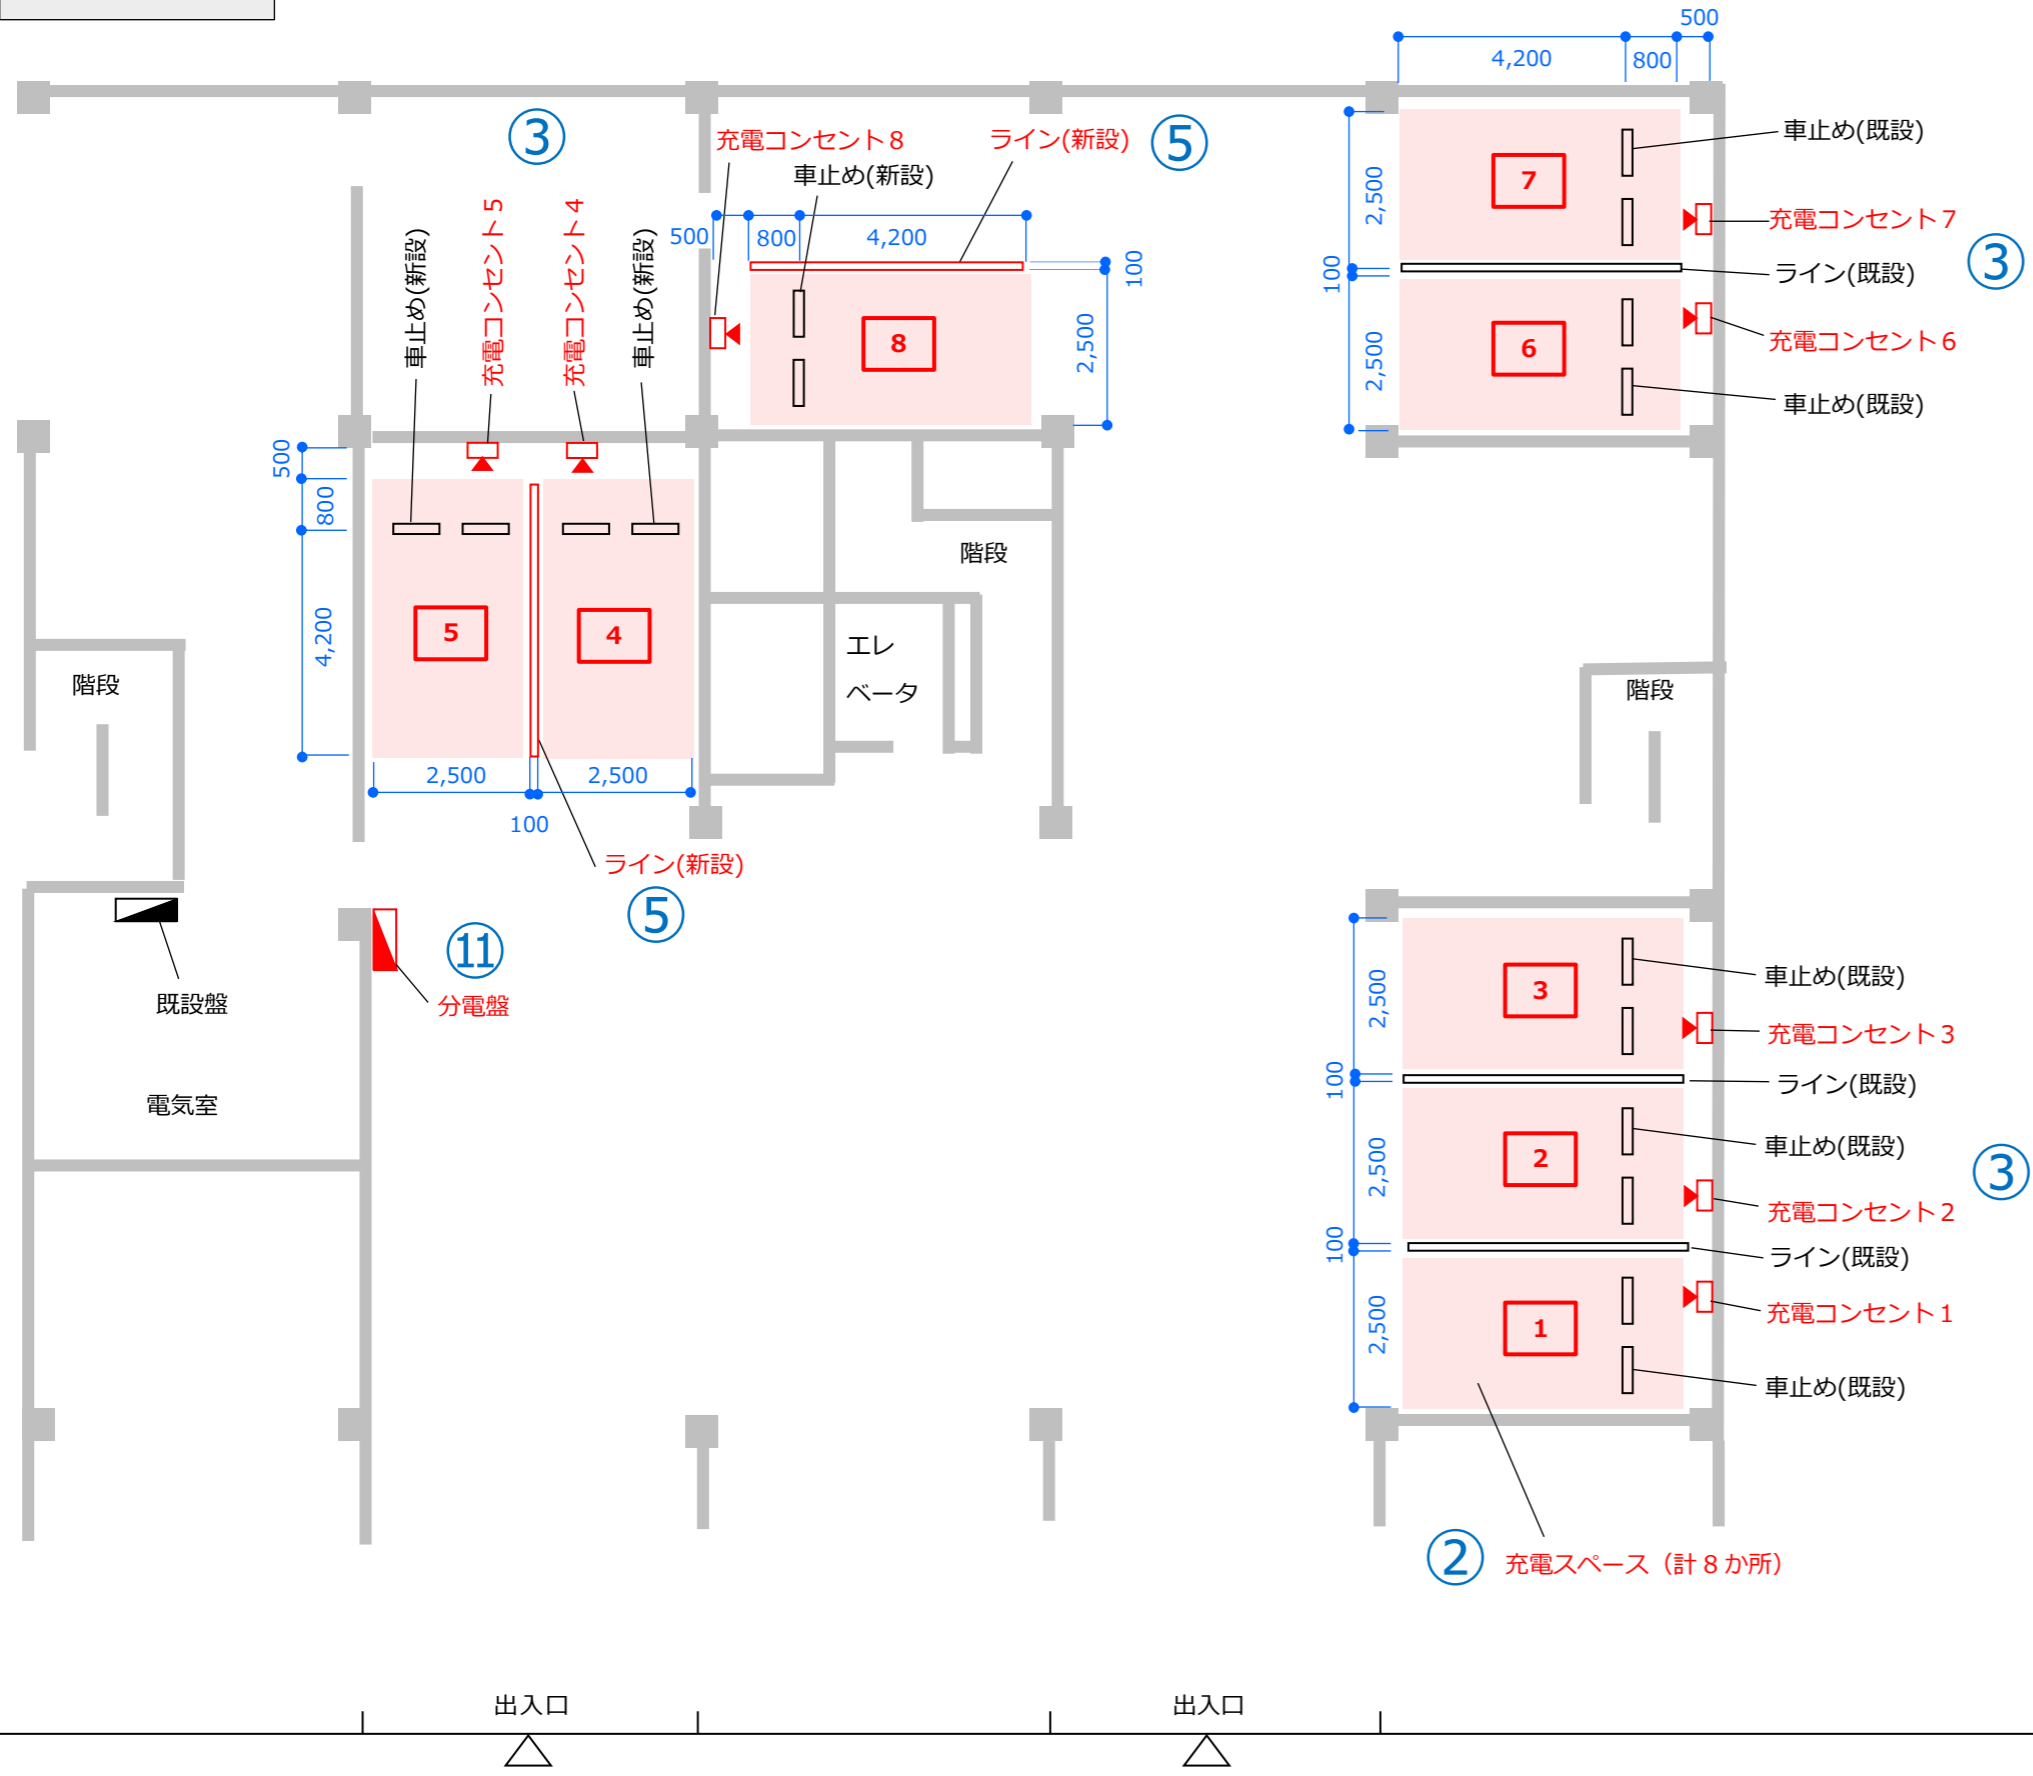 500
4,200
800
③
充電コンセント８
ライン(新設)
⑤
車止め(新設)
車止め(既設)
7
2,500
充電コンセント７
③
ライン(既設)
100
6
2,500
充電コンセント６
車止め(既設)
車止め(新設)
充電コンセント５
充電コンセント４
車止め(新設)
500
800
4,200
100
8
2,500
500
800
4,200
5
4
2,500
2,500
100
ライン(新設)
⑤
階段
エレ
ベータ
階段
階段
既設盤
⑪
分電盤
電気室
3
2,500
車止め(既設)
充電コンセント３
100
ライン(既設)
2
2,500
車止め(既設)
③
充電コンセント２
100
ライン(既設)
1
2,500
充電コンセント１
車止め(既設)
②
充電スペース（計８か所）
出入口
出入口